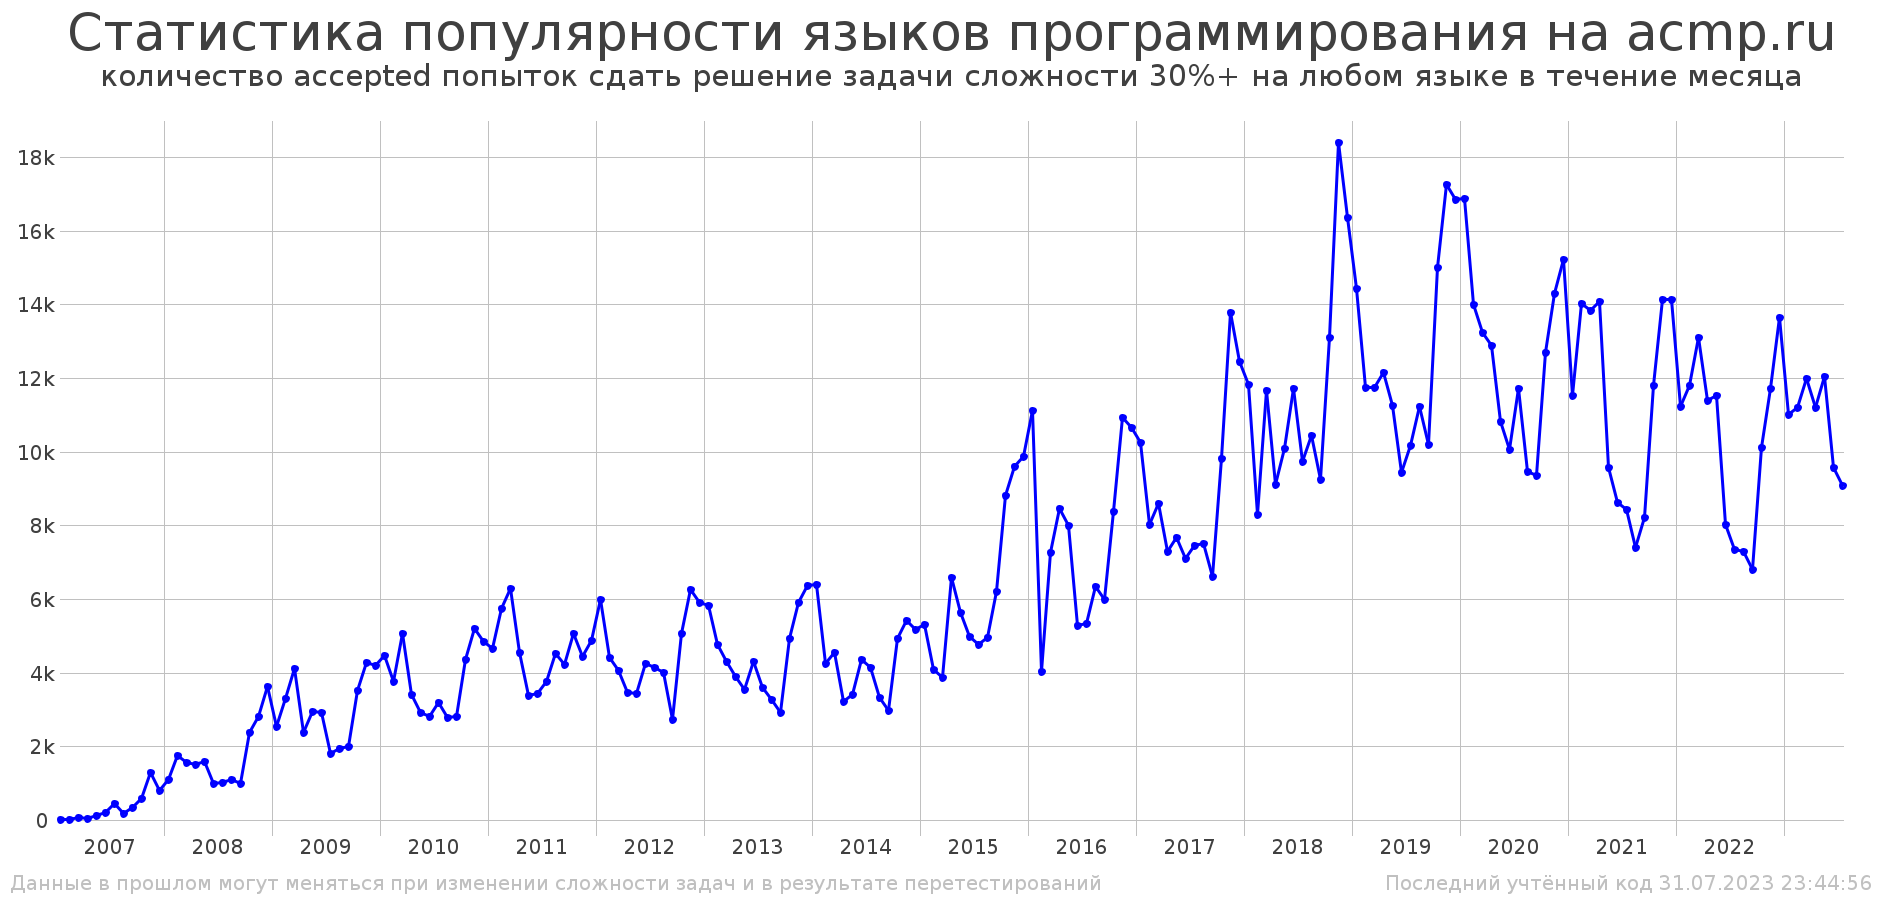 Статистика популярности языков программирования на acmp.ru
количество accepted попыток сдать решение задачи сложности 30%+ на любом языке в течение месяца
18k
16k
14k
12k
10k
8k
6k
4k
2k
0
2007 2008 2009 2010 2011 2012 2013 2014 2015 2016 2017 2018 2019 2020 2021 2022
Данные в прошлом могут меняться при изменении сложности задач и в результате перетестирований
Последний учтённый код 31.07.2023 23:44:56